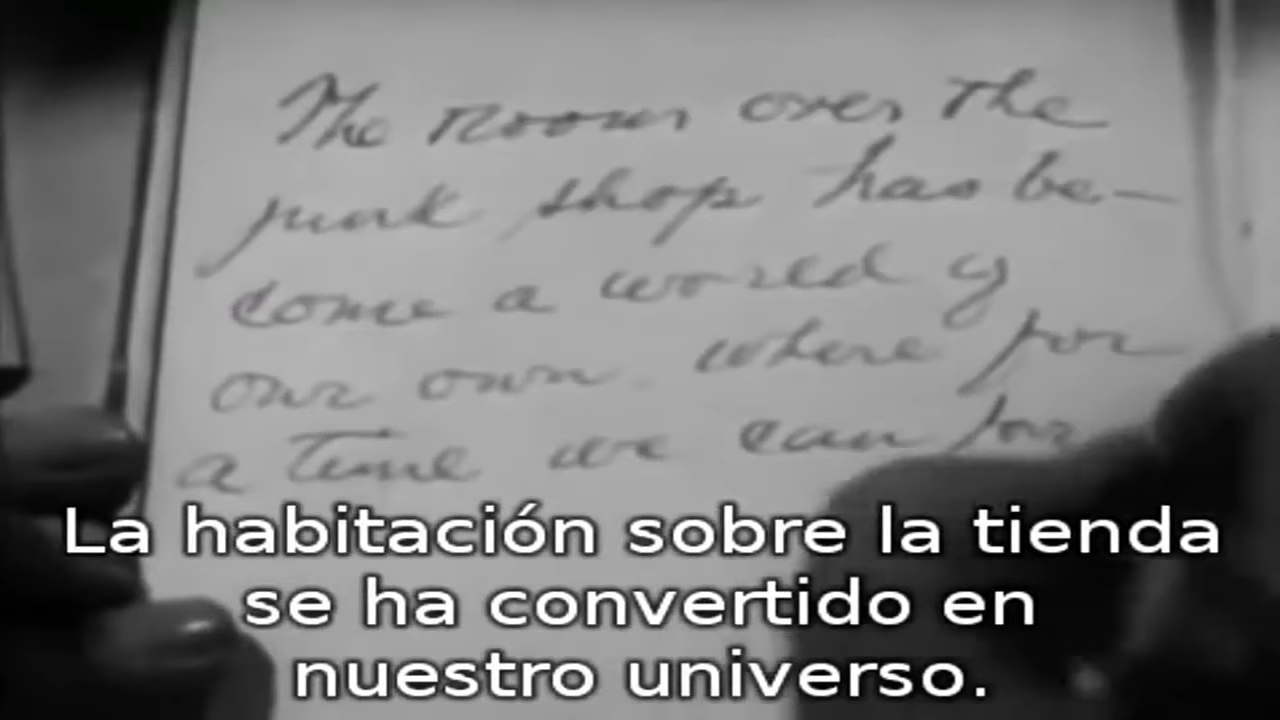 The room over the
junk shop has be-
come a world of
our own. where for
a time we can for
La habitación sobre la tienda
se ha convertido en
nuestro universo.